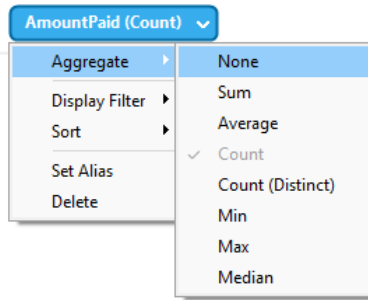 AmountPaid (Count)
Aggregate
Display Filter
Sort
Set Alias
Delete
None
Sum
Average
Count
Count (Distinct)
Min
Max
Median